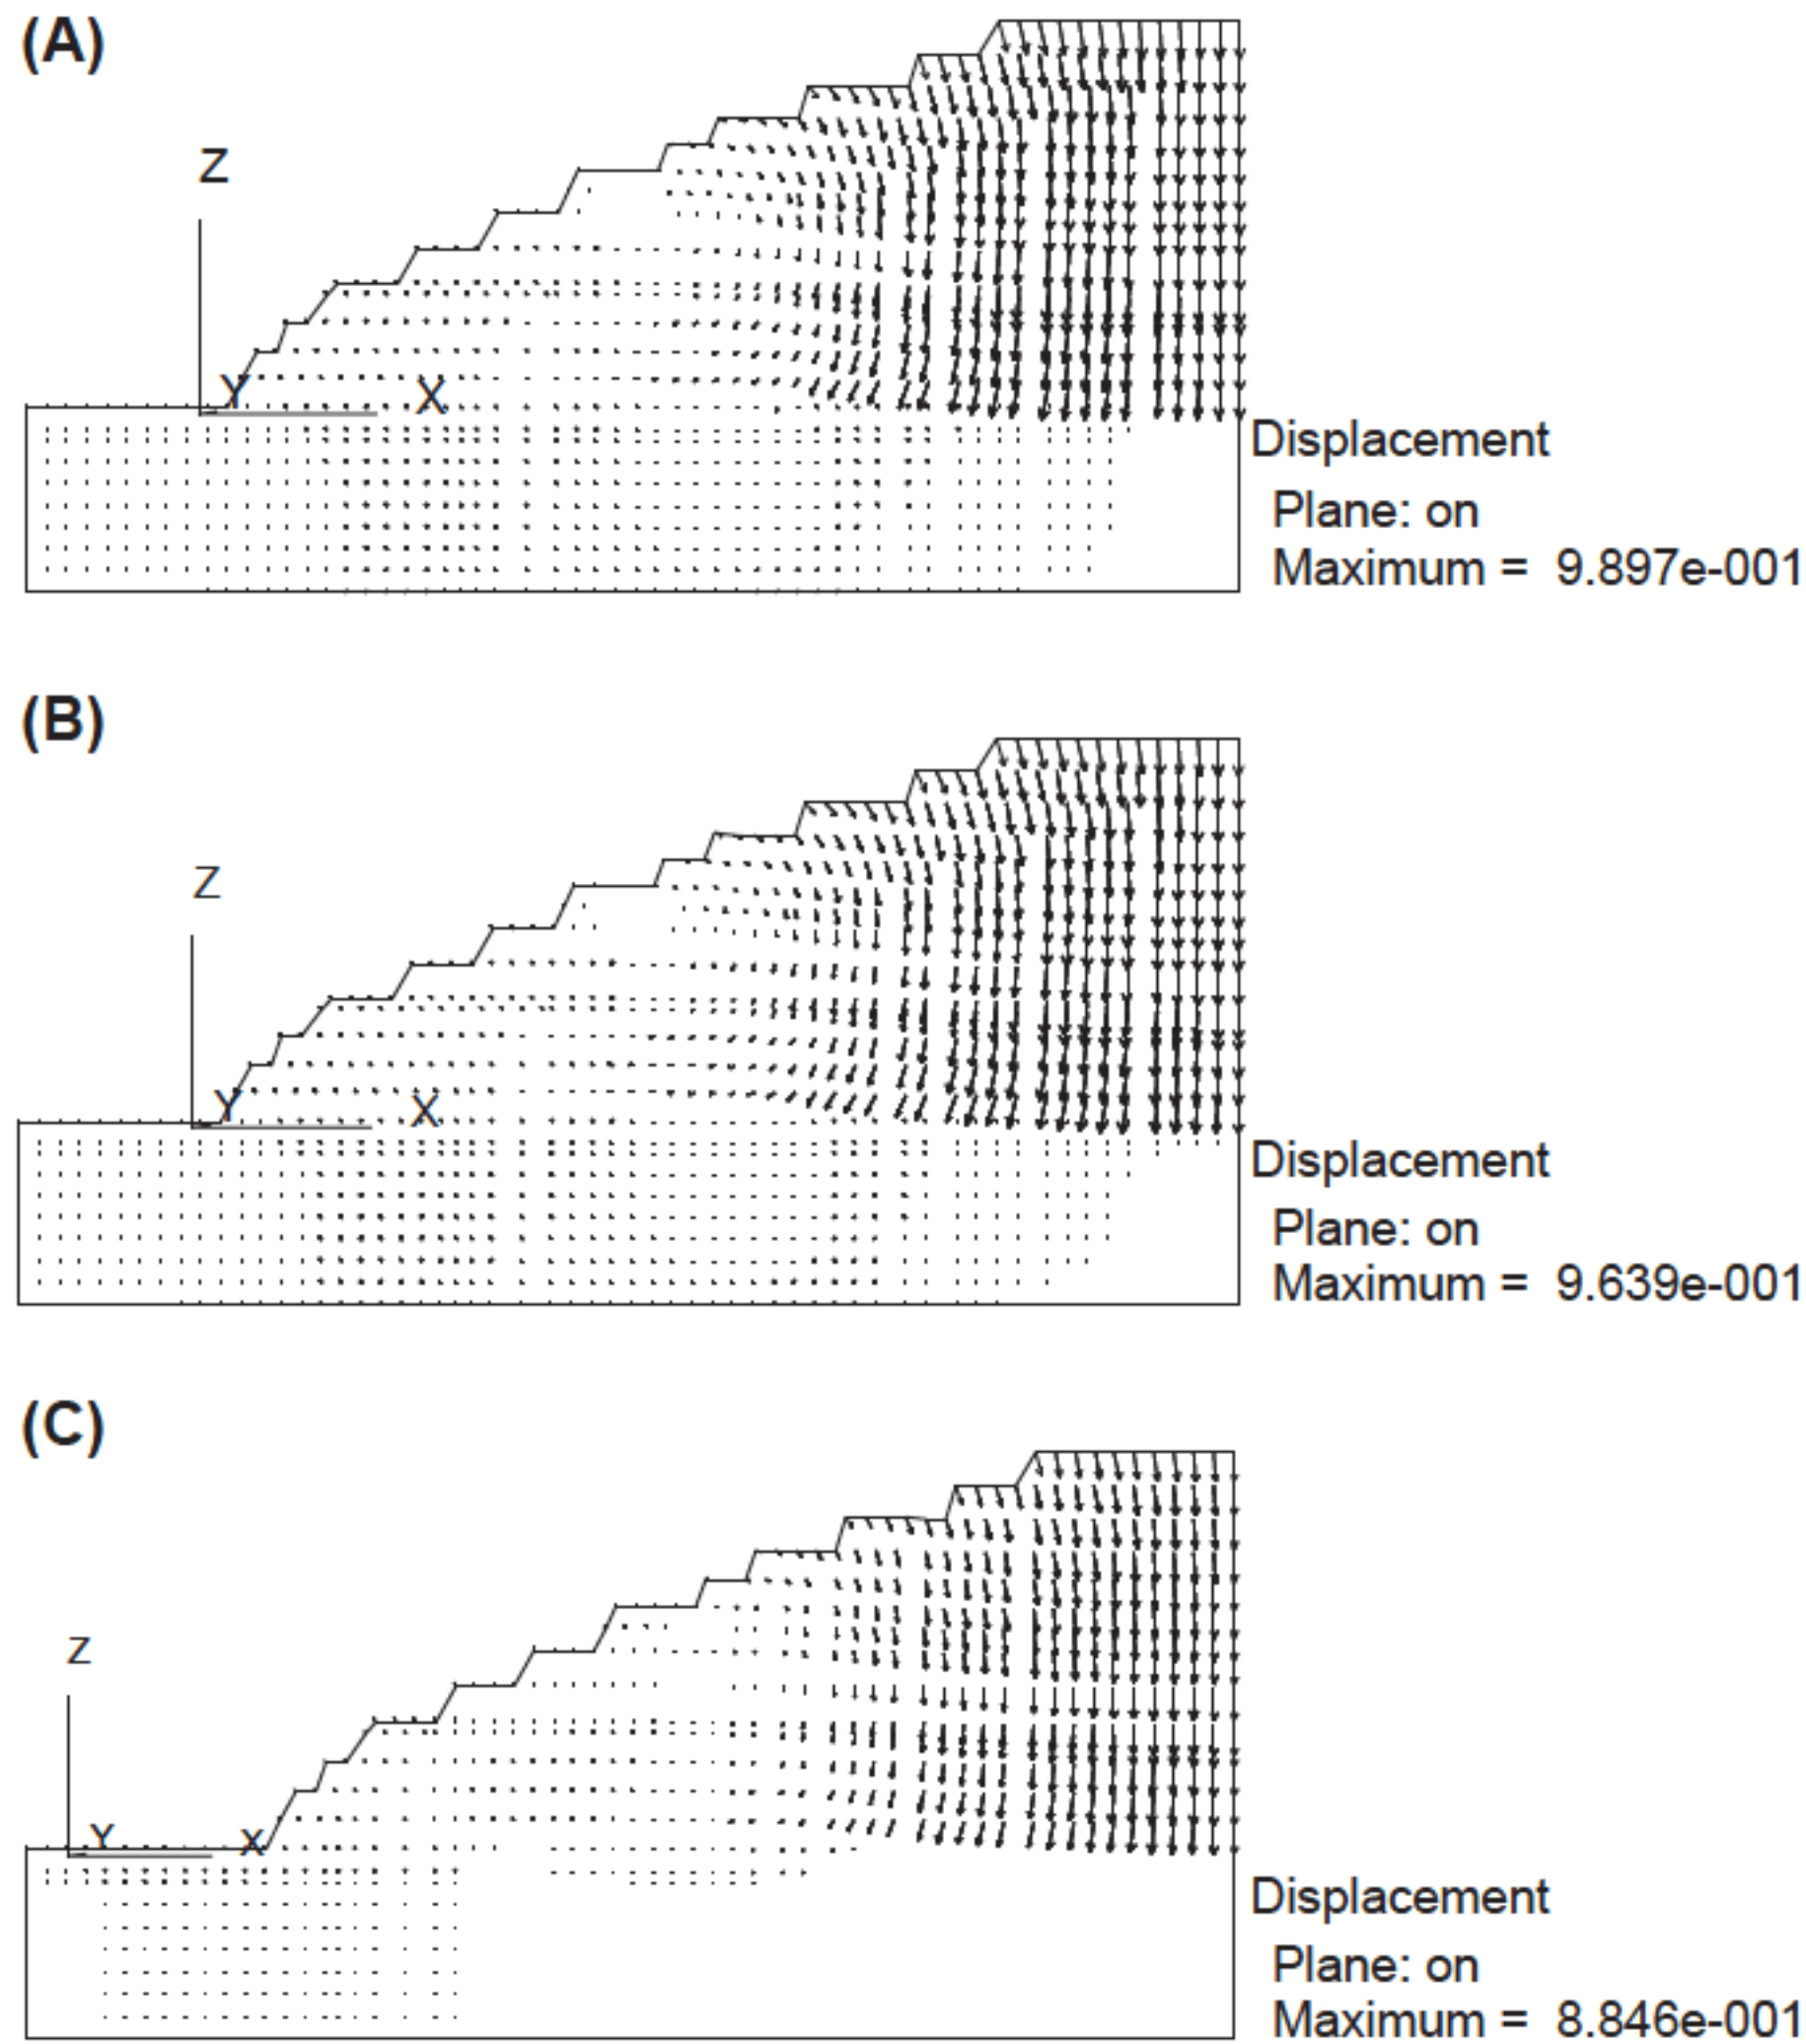 (A)
Z
Y
X
Displacement
Plane: on
Maximum = 9.897e-001
(B)
Z
Y
X
Displacement
Plane: on
Maximum = 9.639e-001
(C)
Z
Y
X
Displacement
Plane: on
Maximum = 8.846e-001